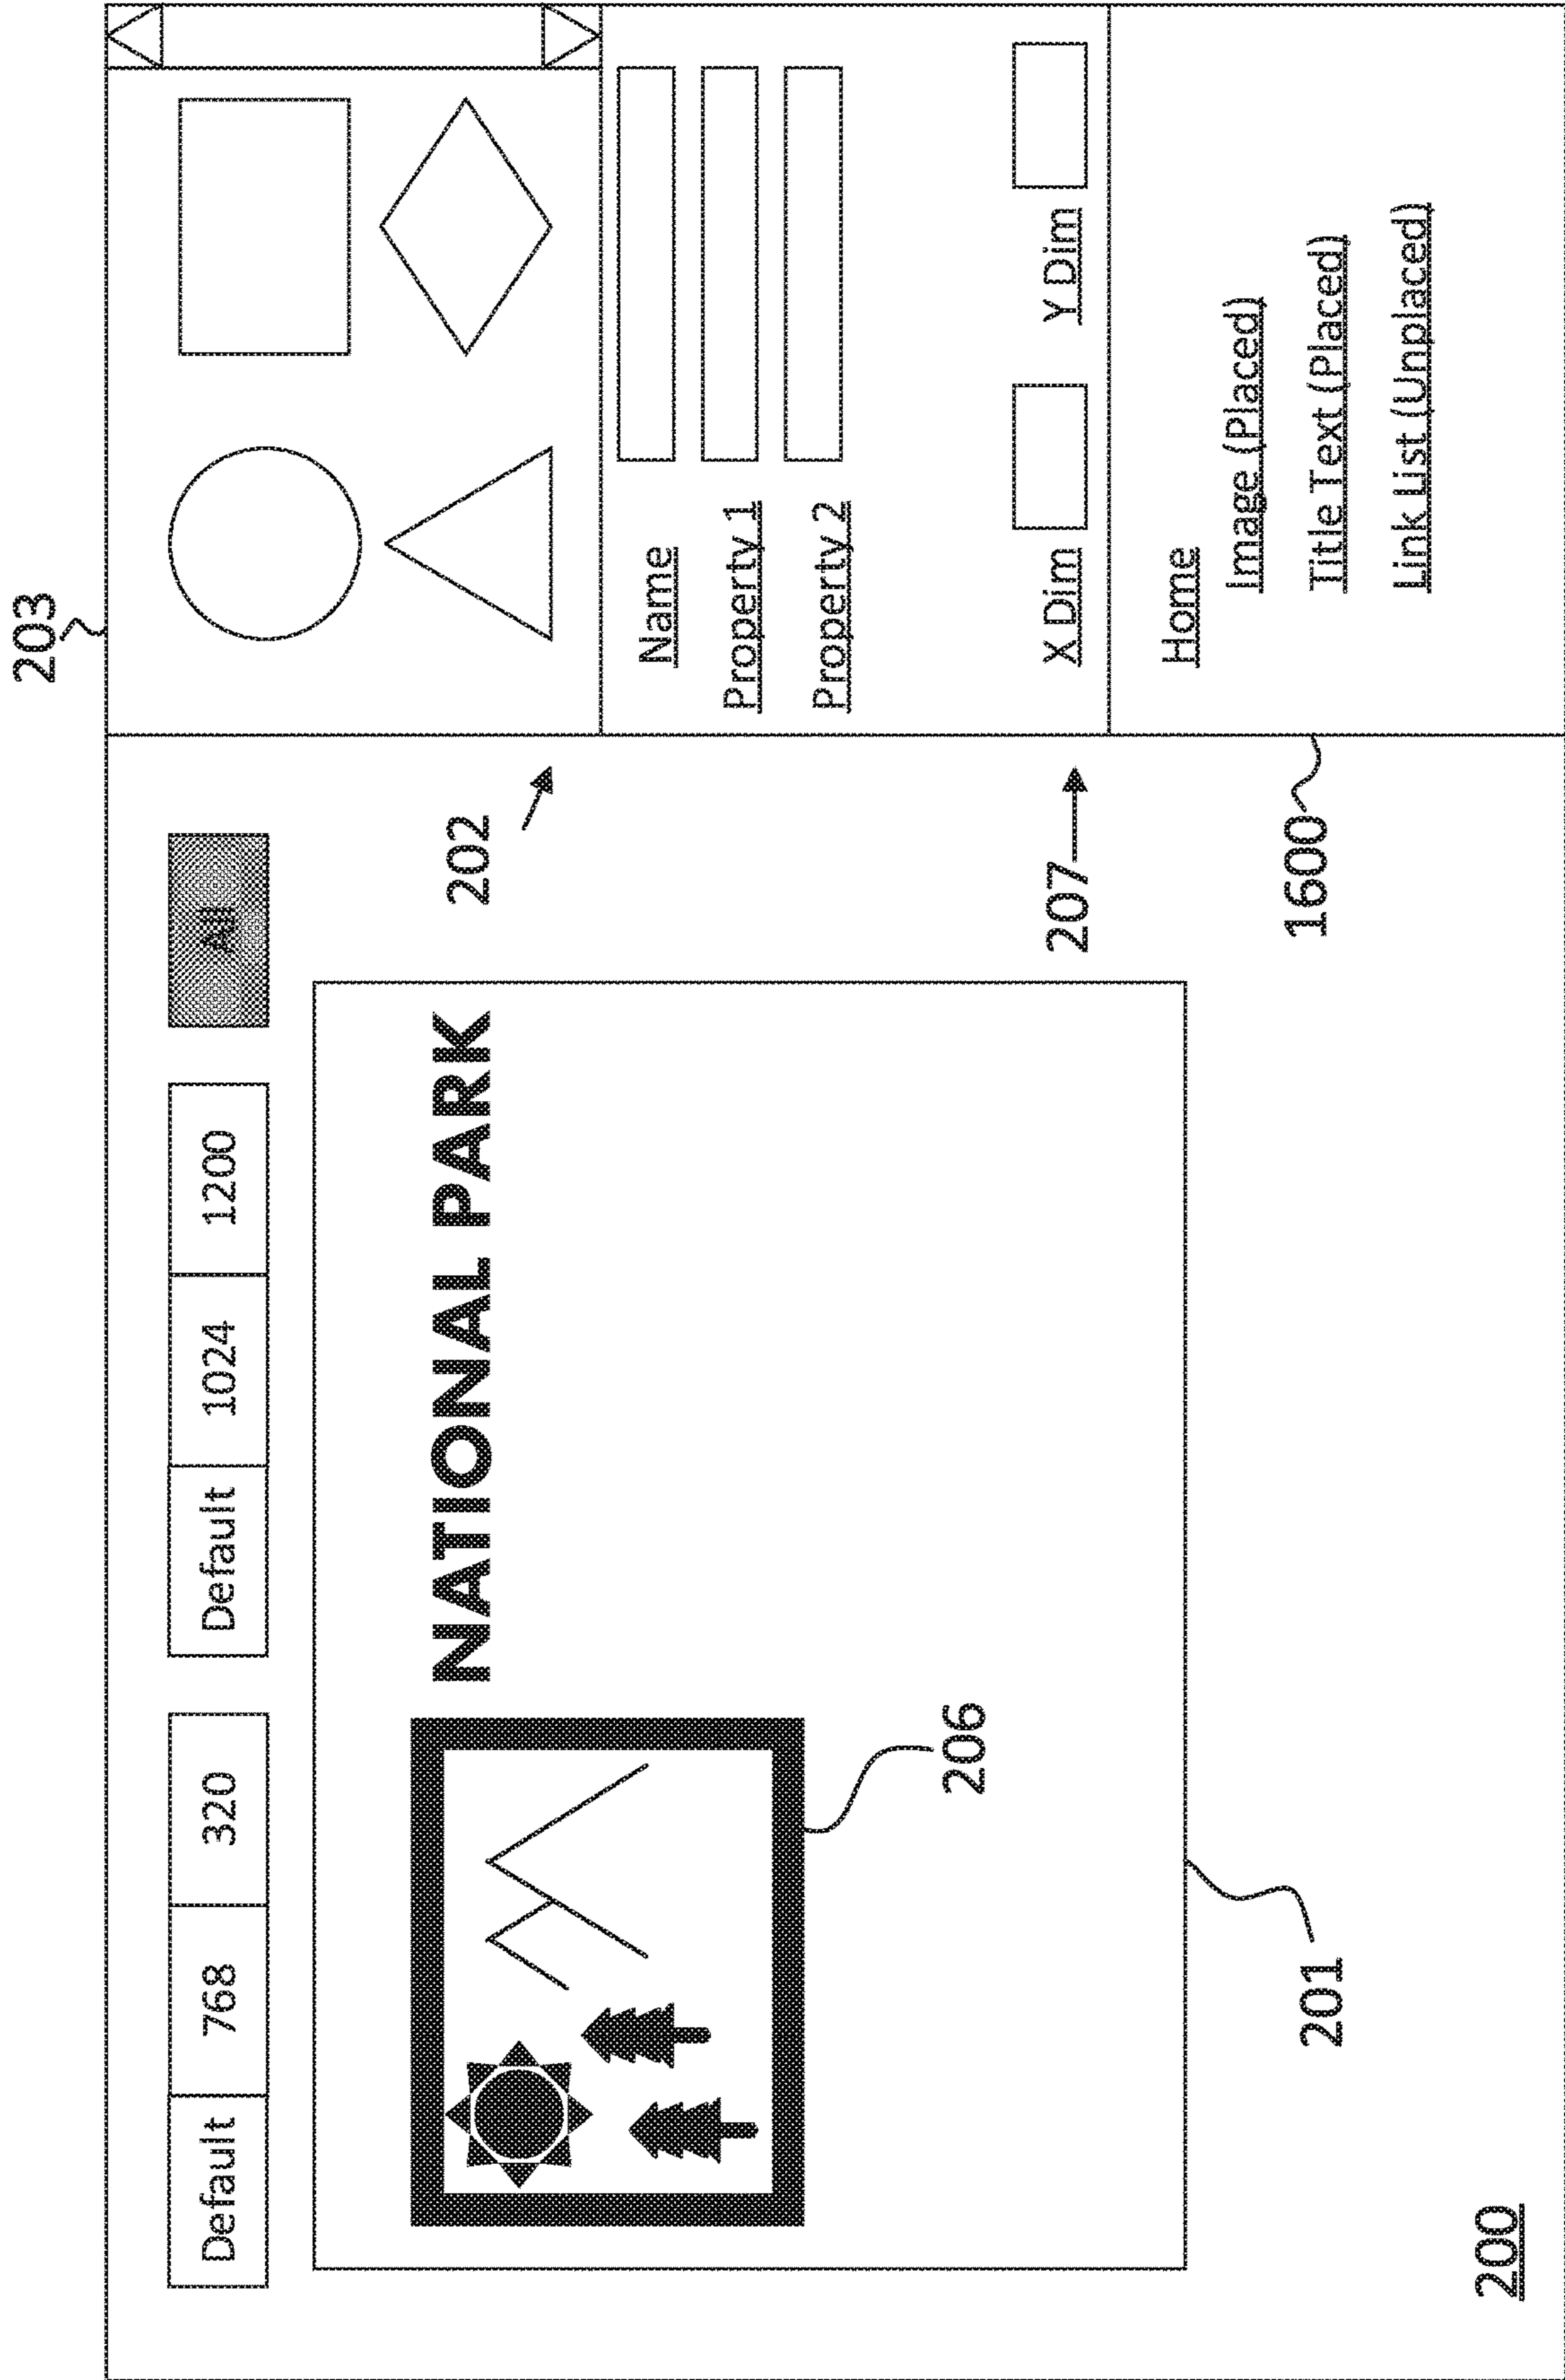 203
Default 768 320 Default 1024 1200 All
NATIONAL PARK
202
Name
Property 1
Property 2
206
207
X Dim Y Dim
Home
1600
Image (Placed)
Title Text (Placed)
201
Link List (Unplaced)
200